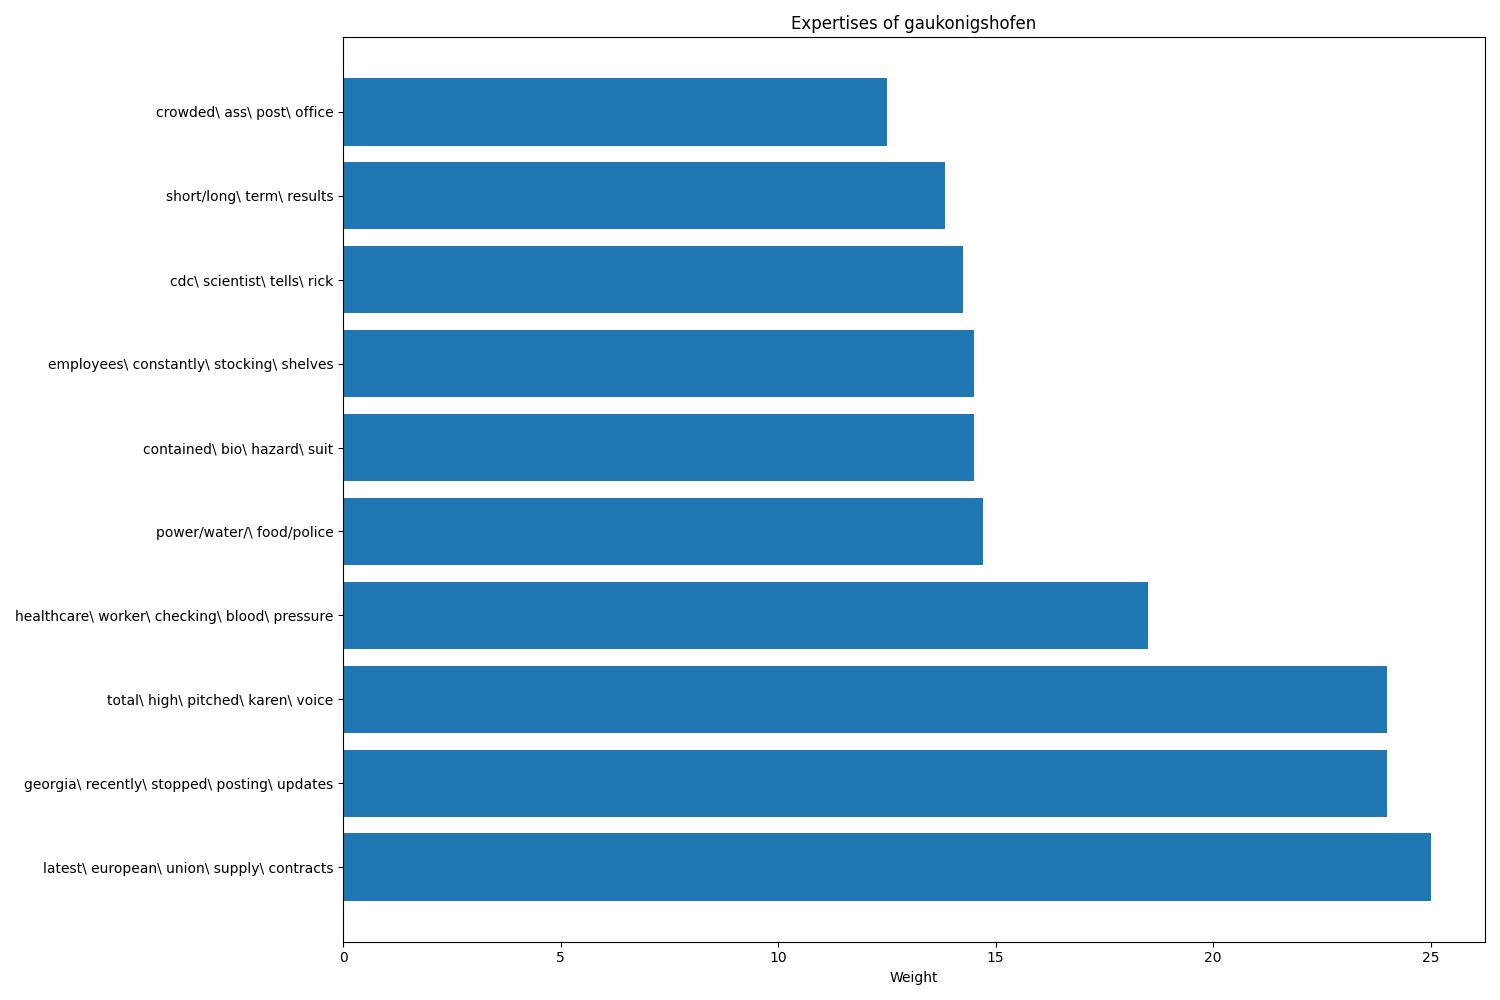 Expertises of gaukonigshofen
crowded\ ass\ post\ office
short/long\ term\ results
cdc\ scientist\ tells\ rick
employees\ constantly\ stocking\ shelves
contained\ bio\ hazard\ suit
power/water/\ food/police
healthcare\ worker\ checking\ blood\ pressure
total\ high\ pitched\ karen\ voice
georgia\ recently\ stopped\ posting\ updates
latest\ european\ union\ supply\ contracts
0 5 10 15 20 25
Weight